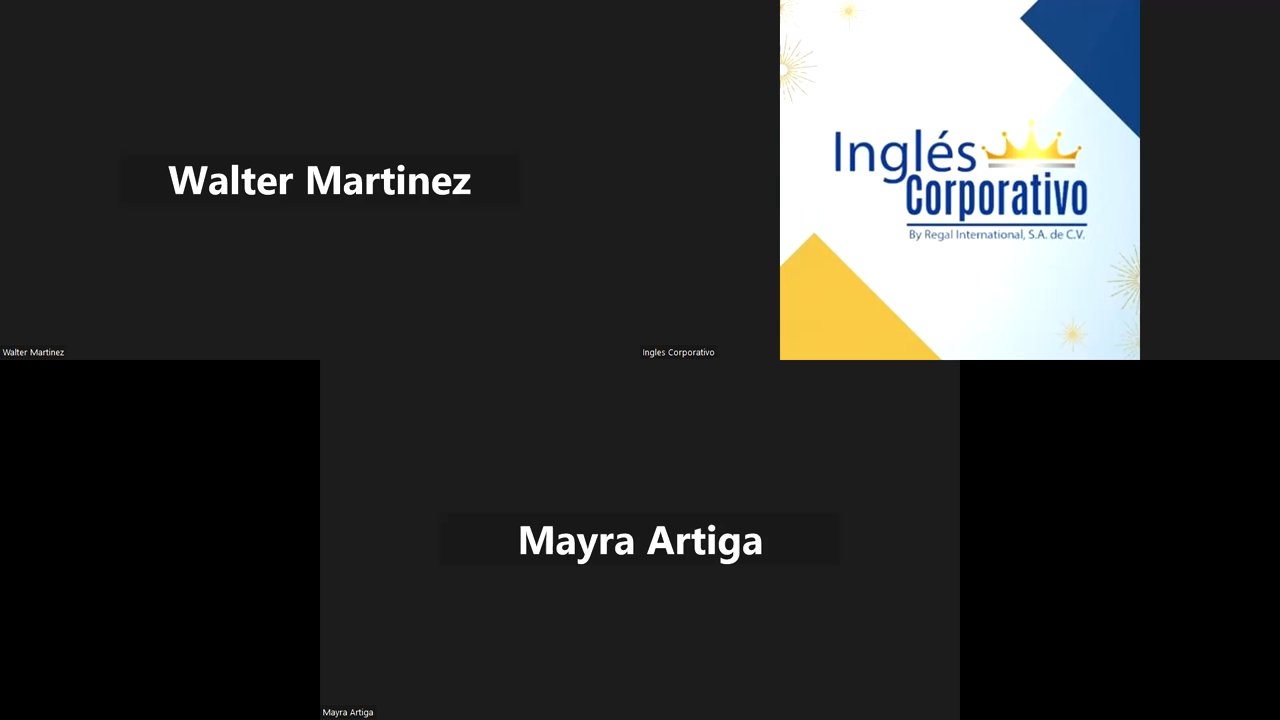 Walter Martinez
Inglés
Corporativo
By Regal International, S.A. de C.V.
Walter Martinez
Ingles Corporativo
Mayra Artiga
Mayra Artiga